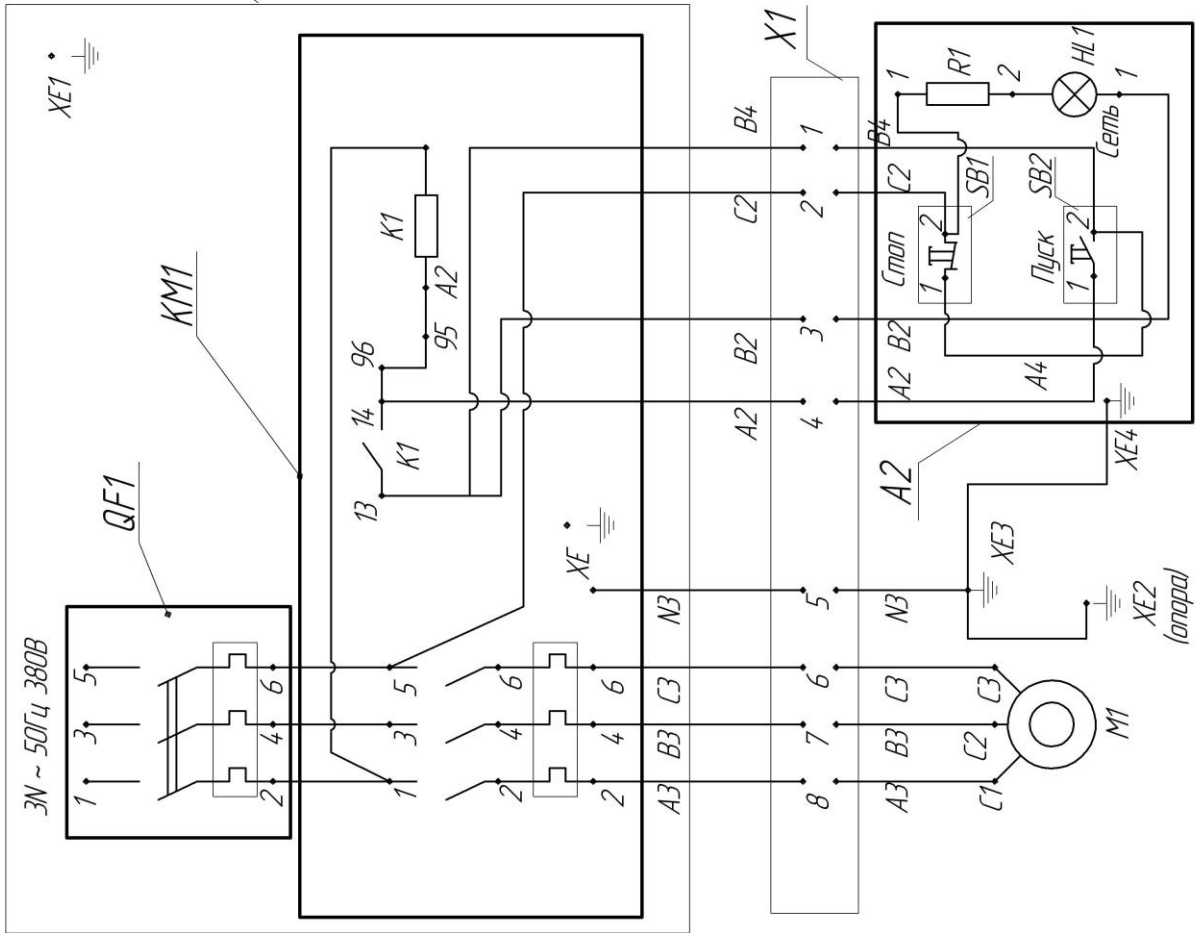 3N ~ 50Гц 380В
QF1
KM1
XE1
1
3
5
2
4
6
1
3
5
2
4
6
2
4
6
13
14
K1
96
95
A2
K1
XE
A3
B3
C3
N3
A2
B2
C2
B4
X1
8
7
6
5
4
3
2
1
A3
B3
C3
N3
A2
B2
C2
B4
C1
C2
C3
M1
XE2
(опора)
XE3
XE4
A2
A4
Стоп
1
2
SB1
Пуск
1
2
SB2
1
R1
2
HL1
1
Сеть